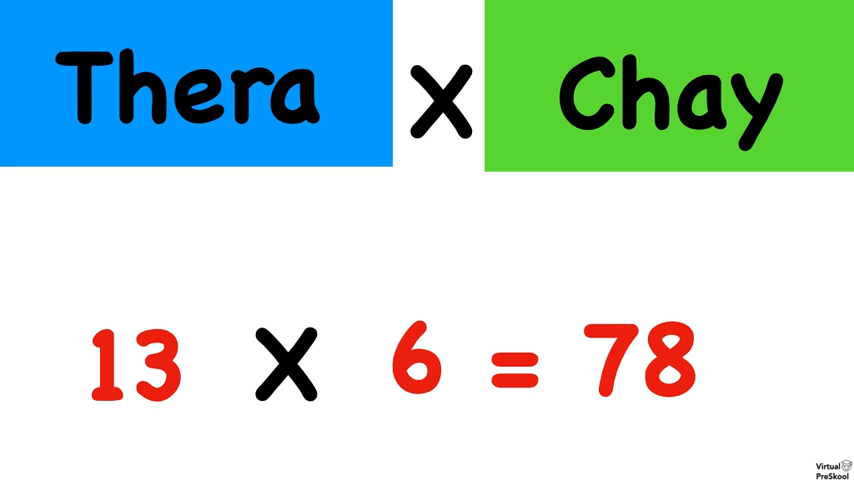 Thera x Chay
13 x 6 = 78
Virtual
PreSkool